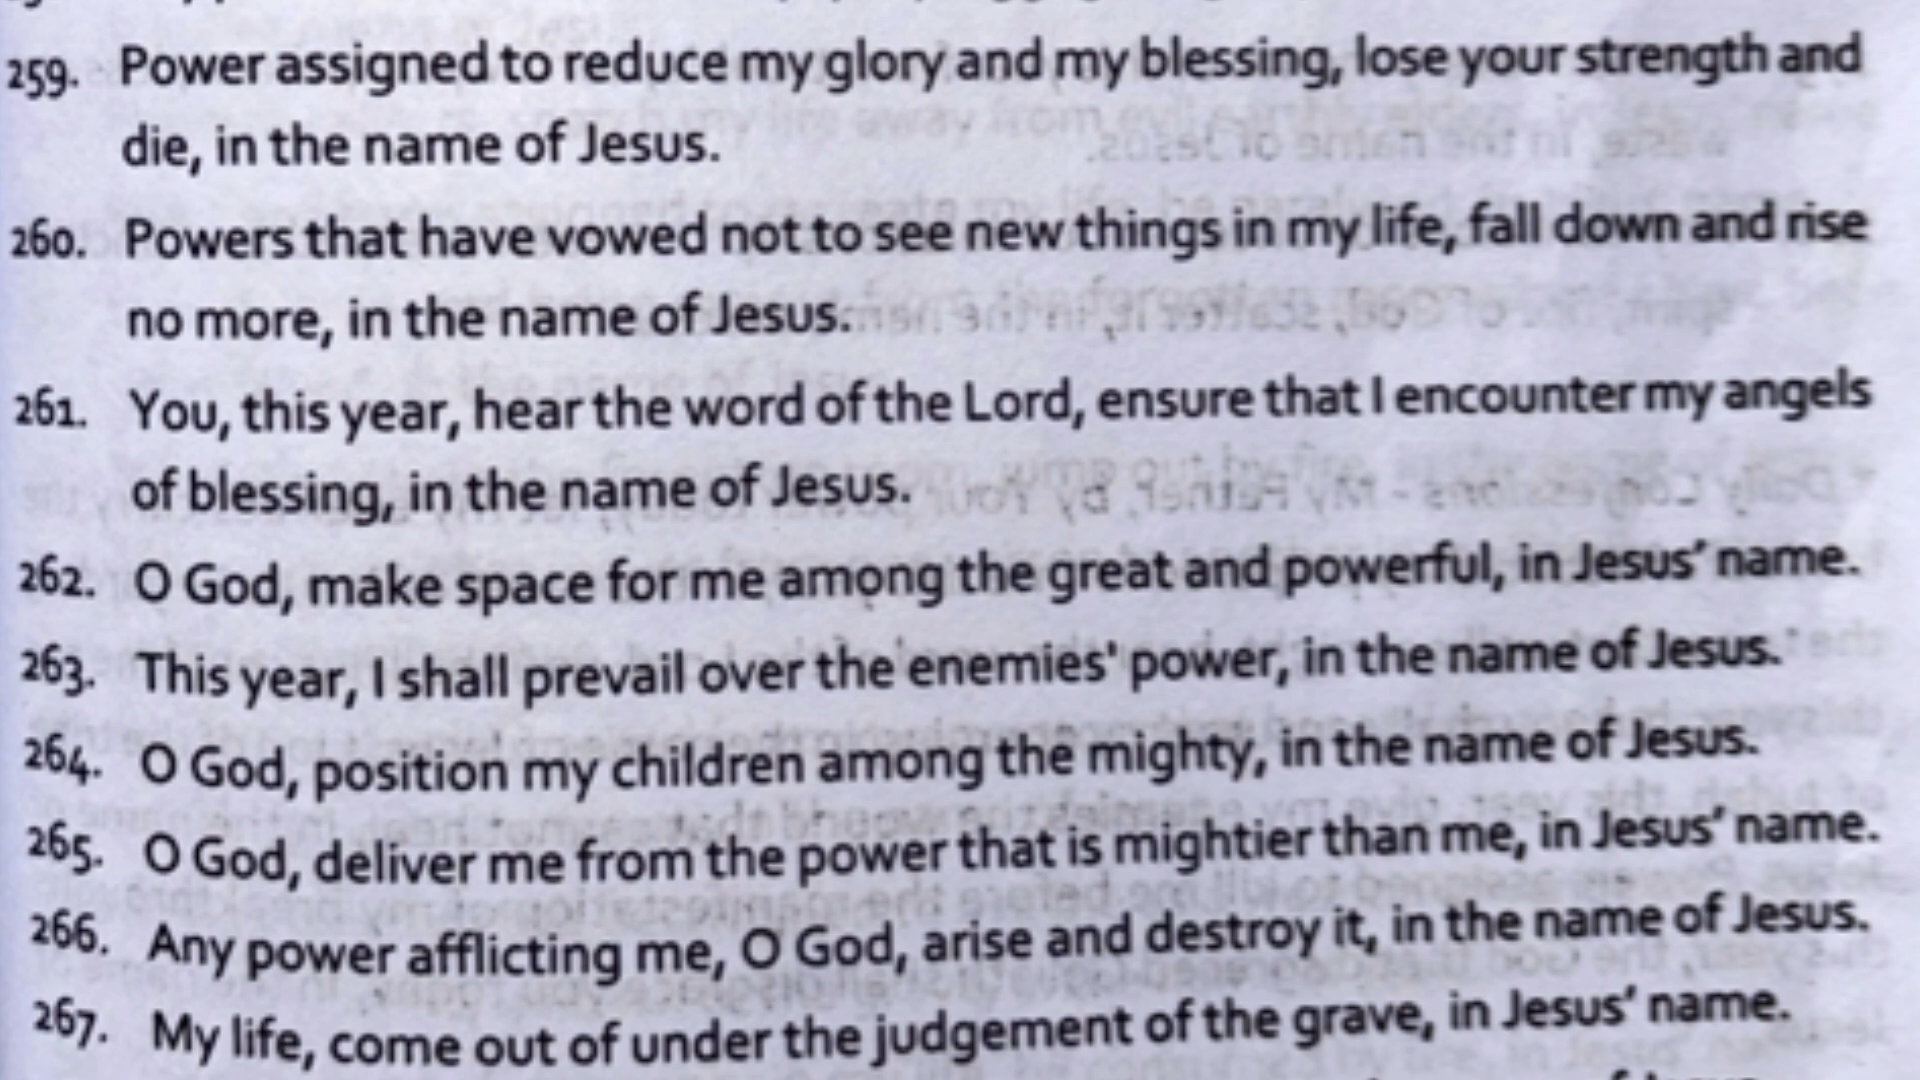 259. Power assigned to reduce my glory and my blessing, lose your strength and
die, in the name of Jesus.
260. Powers that have vowed not to see new things in my life, fall down and rise
no more, in the name of Jesus.
261. You, this year, hear the word of the Lord, ensure that I encounter my angels
of blessing, in the name of Jesus.
262. O God, make space for me among the great and powerful, in Jesus' name.
263. This year, I shall prevail over the enemies' power, in the name of Jesus.
264. O God, position my children among the mighty, in the name of Jesus.
265. O God, deliver me from the power that is mightier than me, in Jesus' name.
266. Any power afflicting me, O God, arise and destroy it, in the name of Jesus.
267. My life, come out of under the judgement of the grave, in Jesus' name.